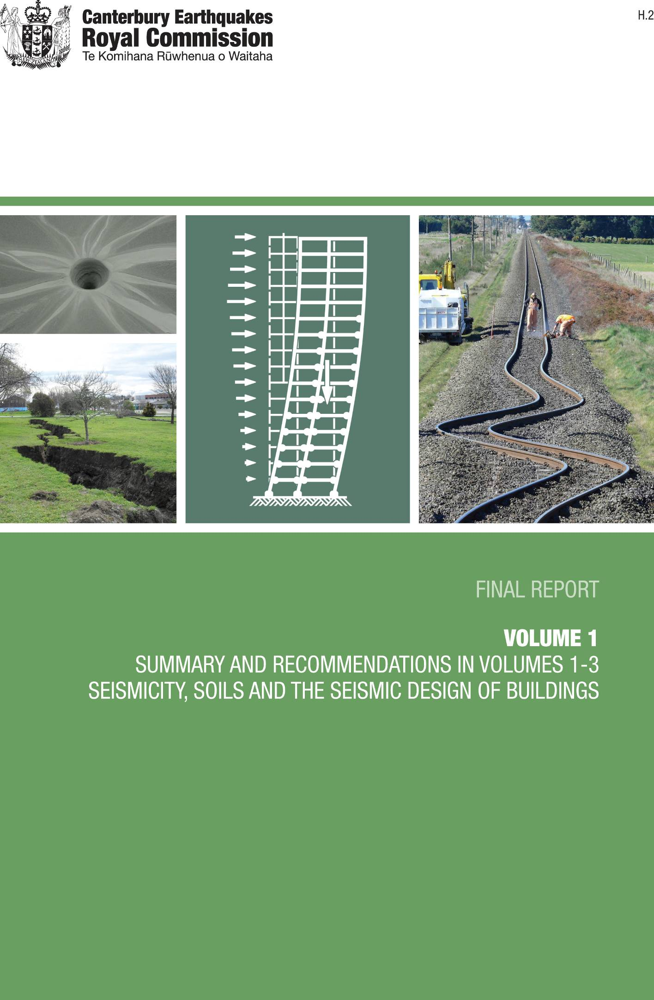 Canterbury Earthquakes
Royal Commission
Te Komihana Rūwhenua o Waitaha
NEW ZEALAND
H.2
FINAL REPORT
VOLUME 1
SUMMARY AND RECOMMENDATIONS IN VOLUMES 1-3
SEISMICITY, SOILS AND THE SEISMIC DESIGN OF BUILDINGS